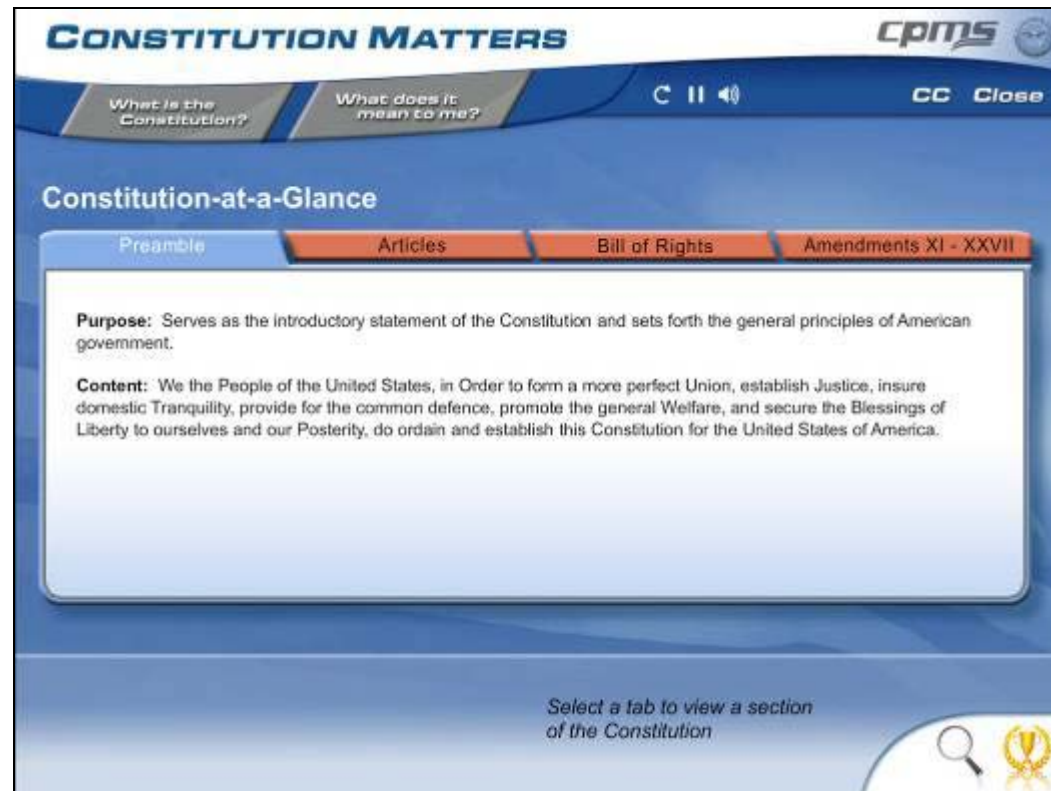 CONSTITUTION MATTERS
cpms
What is the
Constitution?
What does it
mean to me?
CC Close
Constitution-at-a-Glance
Preamble
Articles
Bill of Rights
Amendments XI - XXVII
Purpose: Serves as the introductory statement of the Constitution and sets forth the general principles of American
government.
Content: We the People of the United States, in Order to form a more perfect Union, establish Justice, insure
domestic Tranquility, provide for the common defence, promote the general Welfare, and secure the Blessings of
Liberty to ourselves and our Posterity, do ordain and establish this Constitution for the United States of America.
Select a tab to view a section
of the Constitution